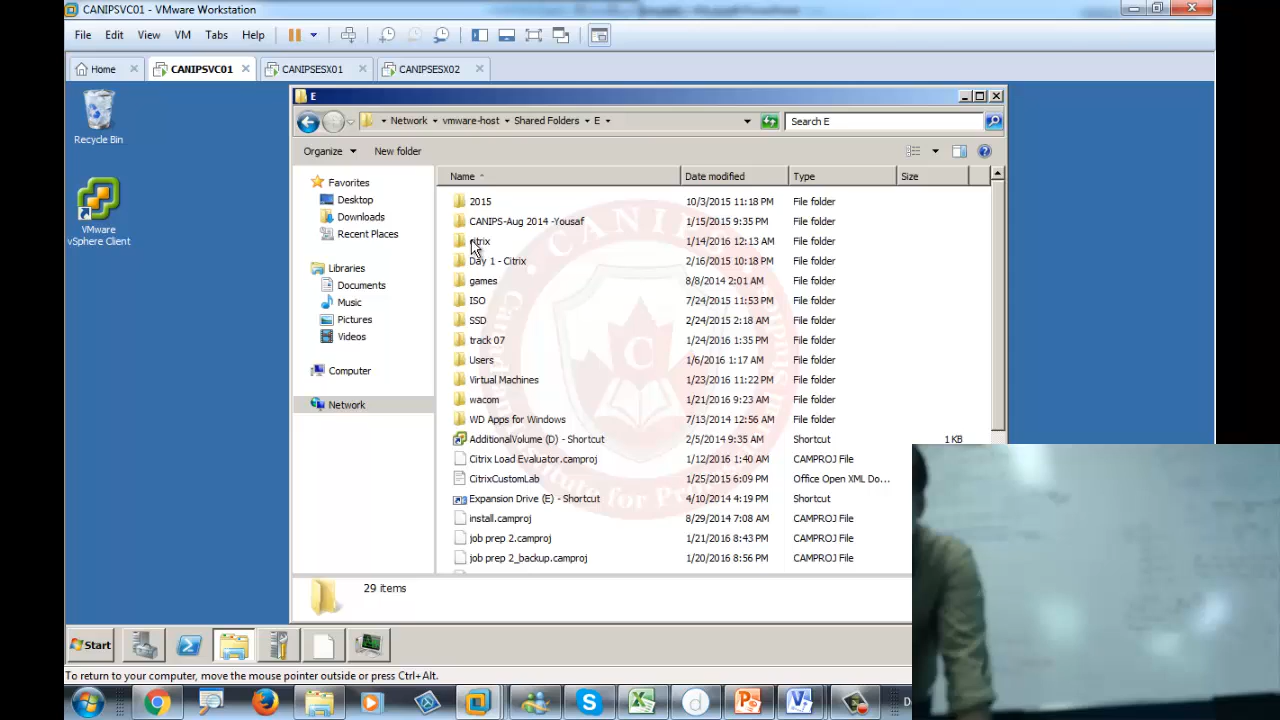 CANIPSVC01 - VMware Workstation
File Edit View VM Tabs Help
Home CANIPSVC01 CANIPSESX01 CANIPSESX02
Recycle Bin
VMware
vSphere Client
E
Network vmware-host Shared Folders E
Search E
Organize New folder
Favorites
Desktop
Downloads
Recent Places
Libraries
Documents
Music
Pictures
Videos
Computer
Network
Name Date modified Type Size
2015 10/3/2015 11:18 PM File folder
CANIPS-Aug 2014 -Yousaf 1/15/2015 9:35 PM File folder
citrix 1/14/2016 12:13 AM File folder
Day 1 - Citrix 2/16/2015 10:18 PM File folder
games 8/8/2014 2:01 AM File folder
ISO 7/24/2015 11:53 PM File folder
SSD 2/24/2015 2:18 AM File folder
track 07 1/24/2016 1:35 PM File folder
Users 1/6/2016 1:17 AM File folder
Virtual Machines 1/23/2016 11:22 PM File folder
wacom 1/21/2016 9:23 AM File folder
WD Apps for Windows 7/13/2014 12:56 AM File folder
AdditionalVolume (D) - Shortcut 2/5/2014 9:35 AM Shortcut 1 KB
Citrix Load Evaluator.camproj 1/12/2016 1:40 AM CAMPROJ File
CitrixCustomLab 1/25/2015 6:09 PM Office Open XML Do...
Expansion Drive (E) - Shortcut 4/10/2014 4:19 PM Shortcut
install.camproj 8/29/2014 7:08 AM CAMPROJ File
job prep 2.camproj 1/21/2016 8:43 PM CAMPROJ File
job prep 2_backup.camproj 1/20/2016 8:56 PM CAMPROJ File
29 items
Start
To return to your computer, move the mouse pointer outside or press Ctrl+Alt.